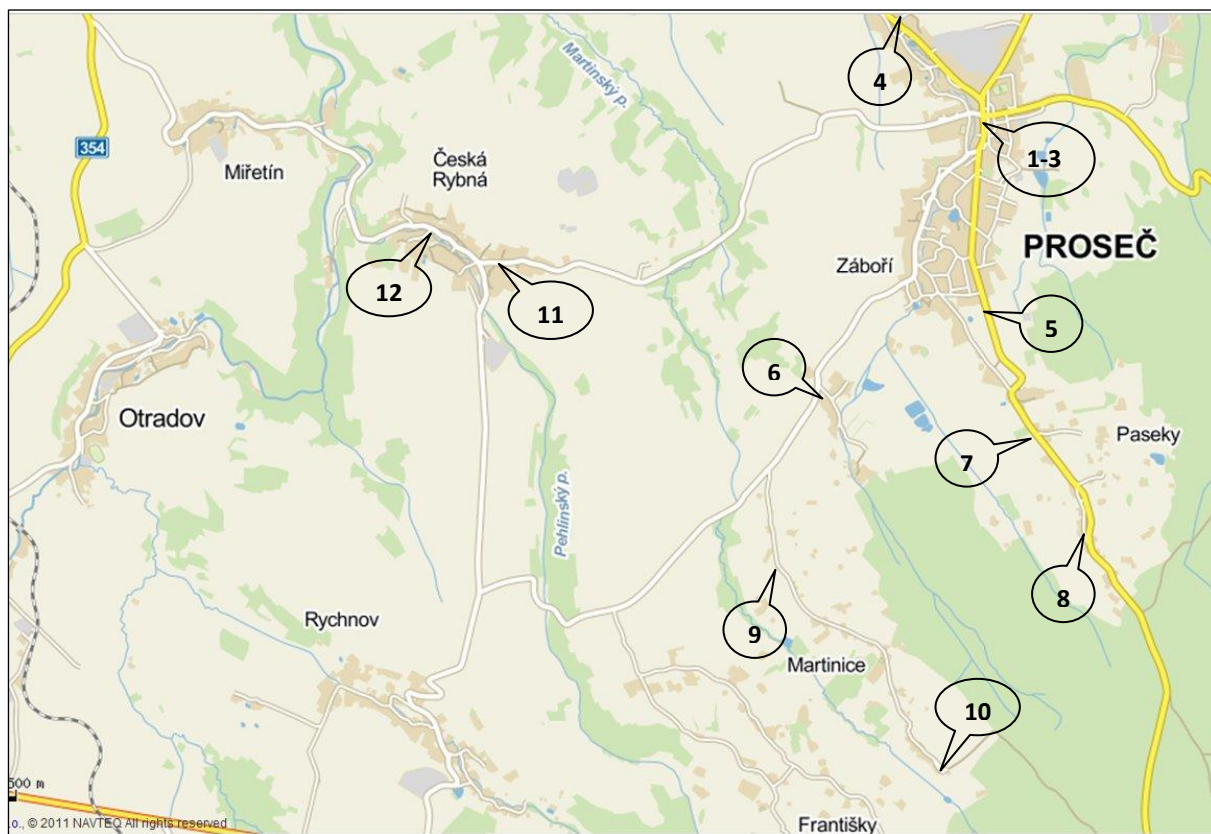 Martinský p.
4
354
1-3
Miřetín
Česká
Rybná
PROSEČ
Záboří
12
11
5
6
Otradov
Paseky
7
Pehlinský p.
8
Rychnov
9
Martinice
10
500 m
.o., © 2011 NAVTEQ All rights reserved
Františky